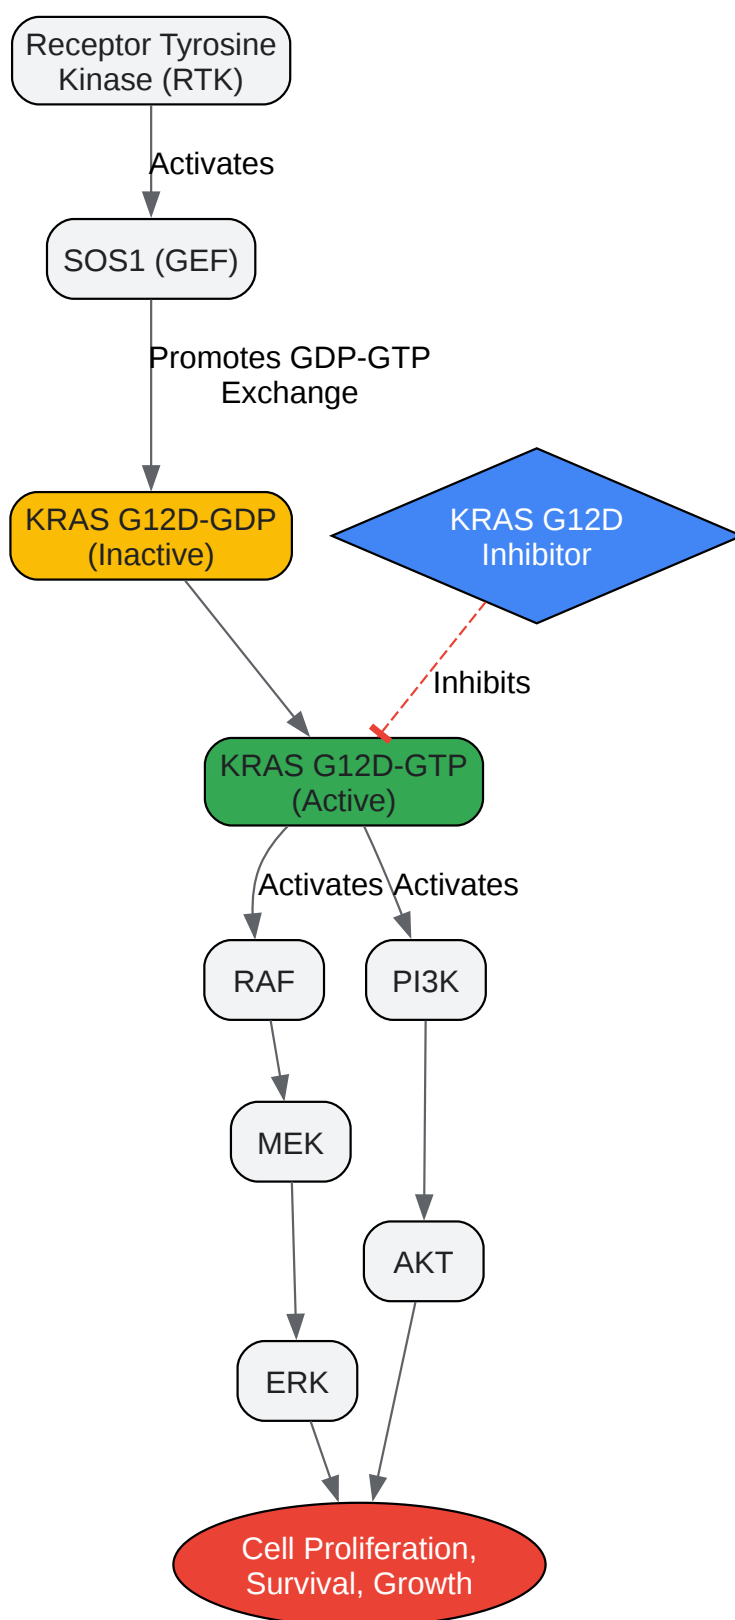 Receptor Tyrosine
Kinase (RTK)
Activates
SOS1 (GEF)
Promotes GDP-GTP
Exchange
KRAS G12D-GDP
(Inactive)
KRAS G12D
Inhibitor
Inhibits
KRAS G12D-GTP
(Active)
Activates
Activates
RAF
PI3K
MEK
AKT
ERK
Cell Proliferation,
Survival, Growth